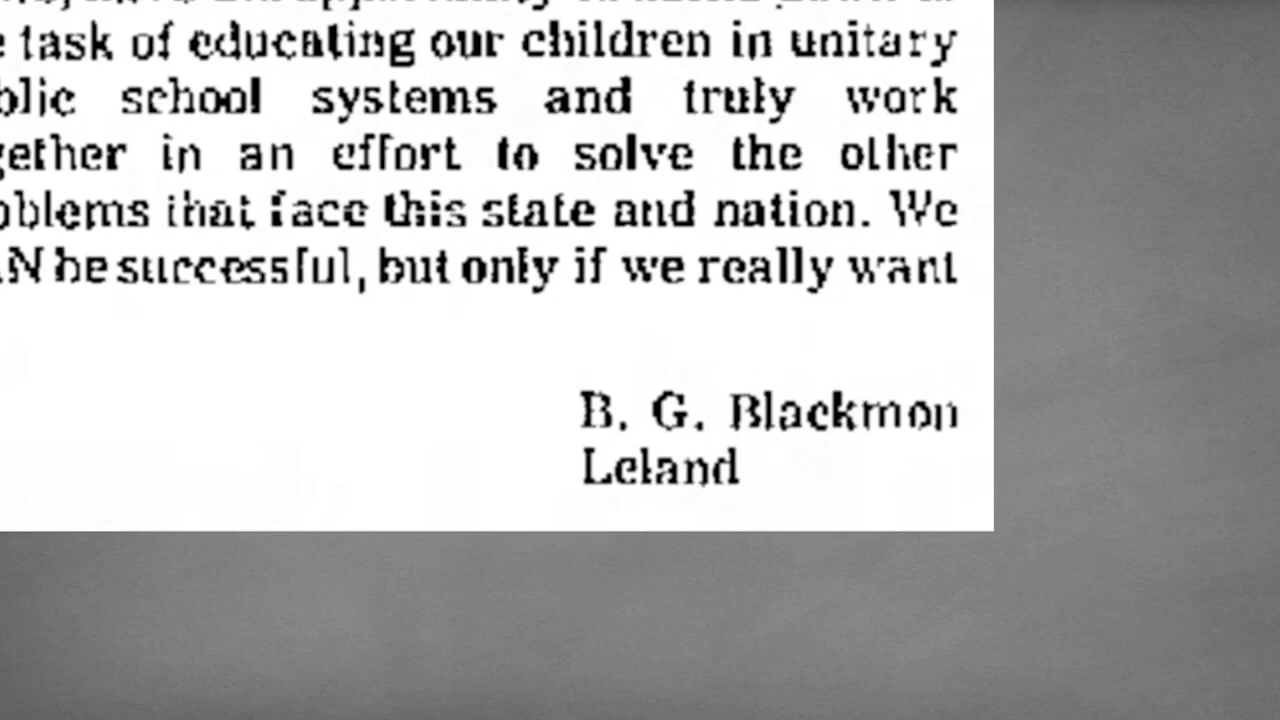 task of educating our children in unitary
school systems and truly work
in an effort to solve the other
that face this state and nation. We
be successful, but only if we really want
B. G. Blackmon
Leland